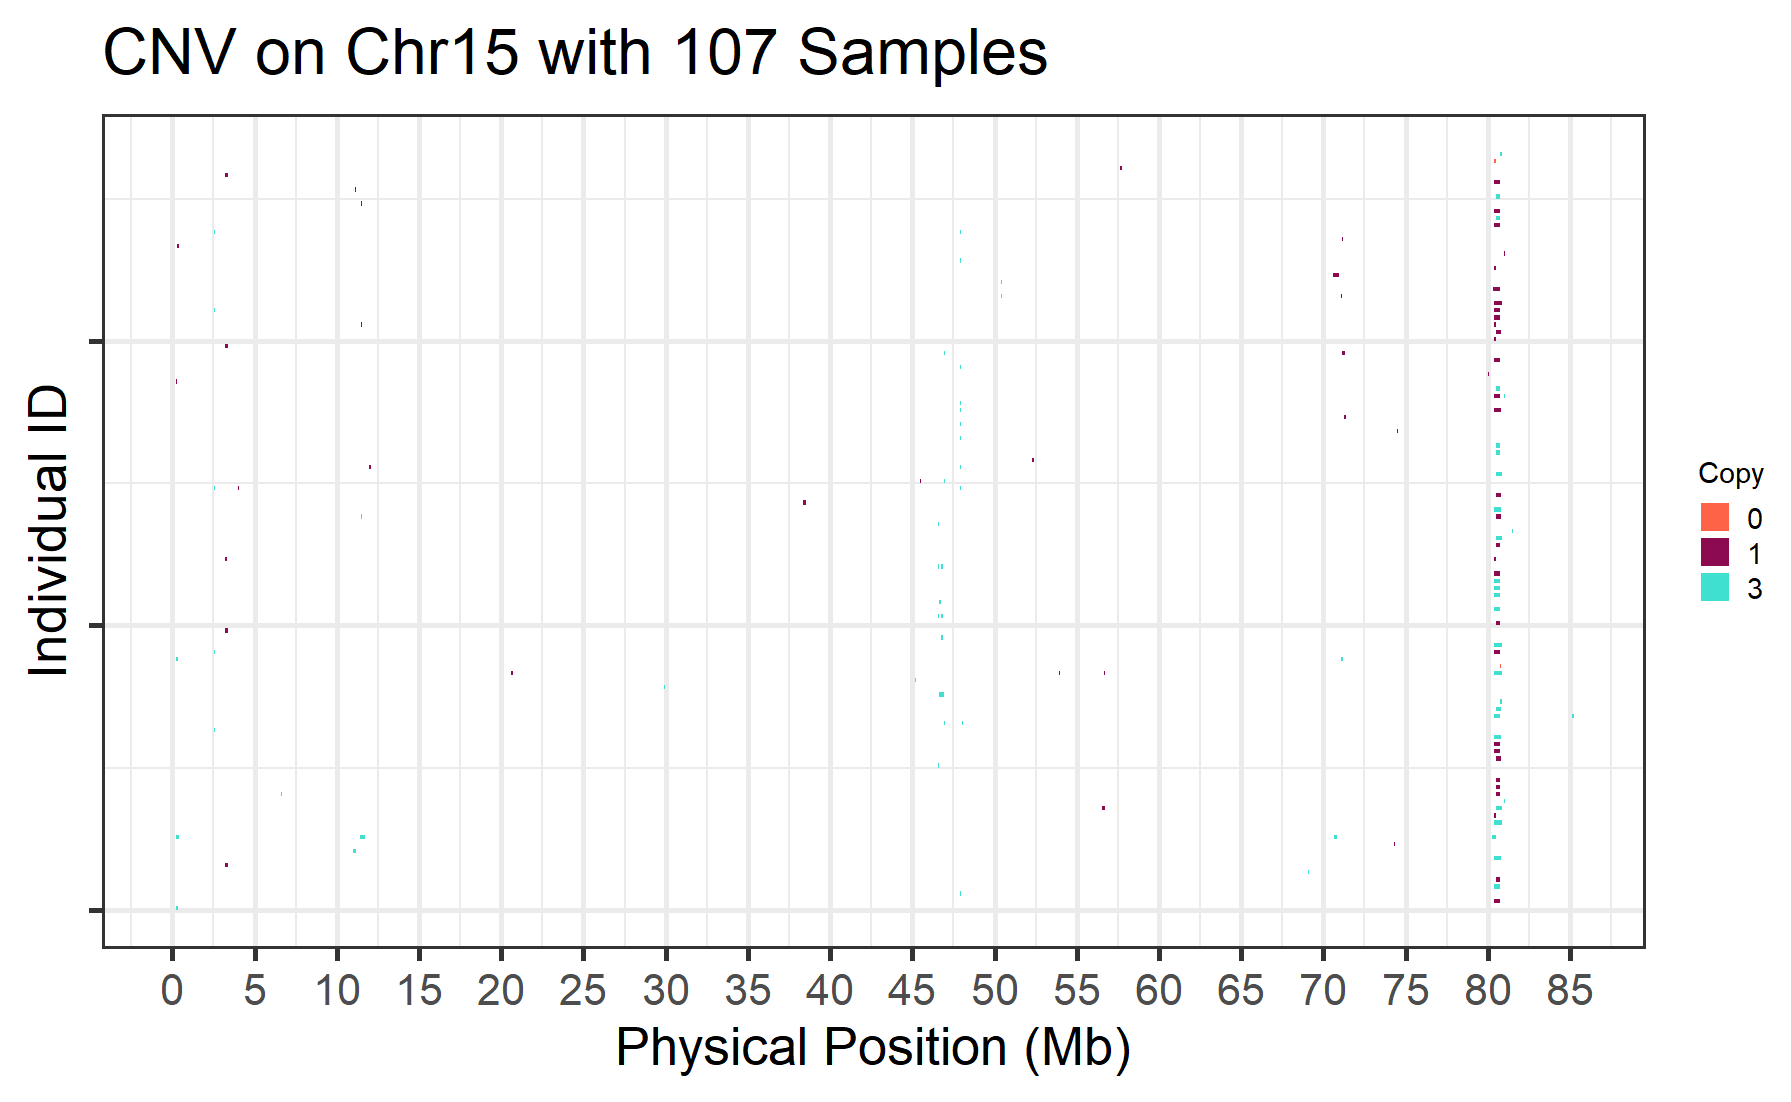 CNV on Chr15 with 107 Samples
Individual ID
Copy
0
1
3
0 5 10 15 20 25 30 35 40 45 50 55 60 65 70 75 80 85
Physical Position (Mb)